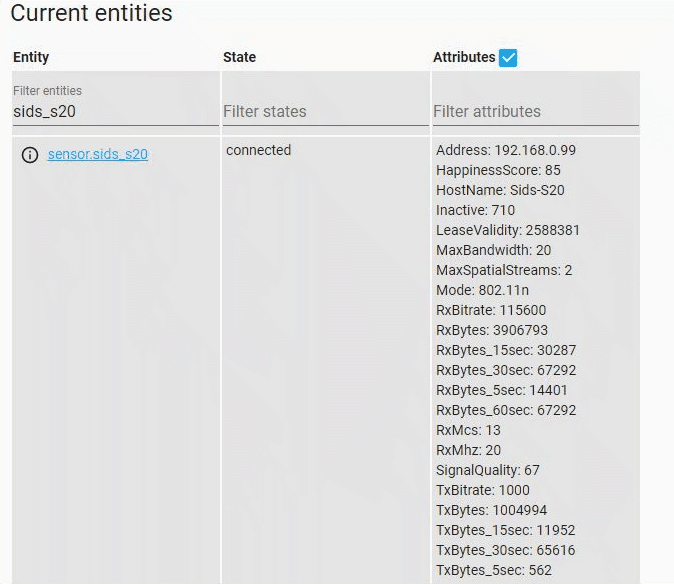 Current entities
Entity State Attributes
Filter entities
sids_s20 Filter states Filter attributes
sensor.sids_s20 connected Address: 192.168.0.99
HappinessScore: 85
HostName: Sids-S20
Inactive: 710
LeaseValidity: 2588381
MaxBandwidth: 20
MaxSpatialStreams: 2
Mode: 802.11n
RxBitrate: 115600
RxBytes: 3906793
RxBytes_15sec: 30287
RxBytes_30sec: 67292
RxBytes_5sec: 14401
RxBytes_60sec: 67292
RxMcs: 13
RxMhz: 20
SignalQuality: 67
TxBitrate: 1000
TxBytes: 1004994
TxBytes_15sec: 11952
TxBytes_30sec: 65616
TxBytes_5sec: 562